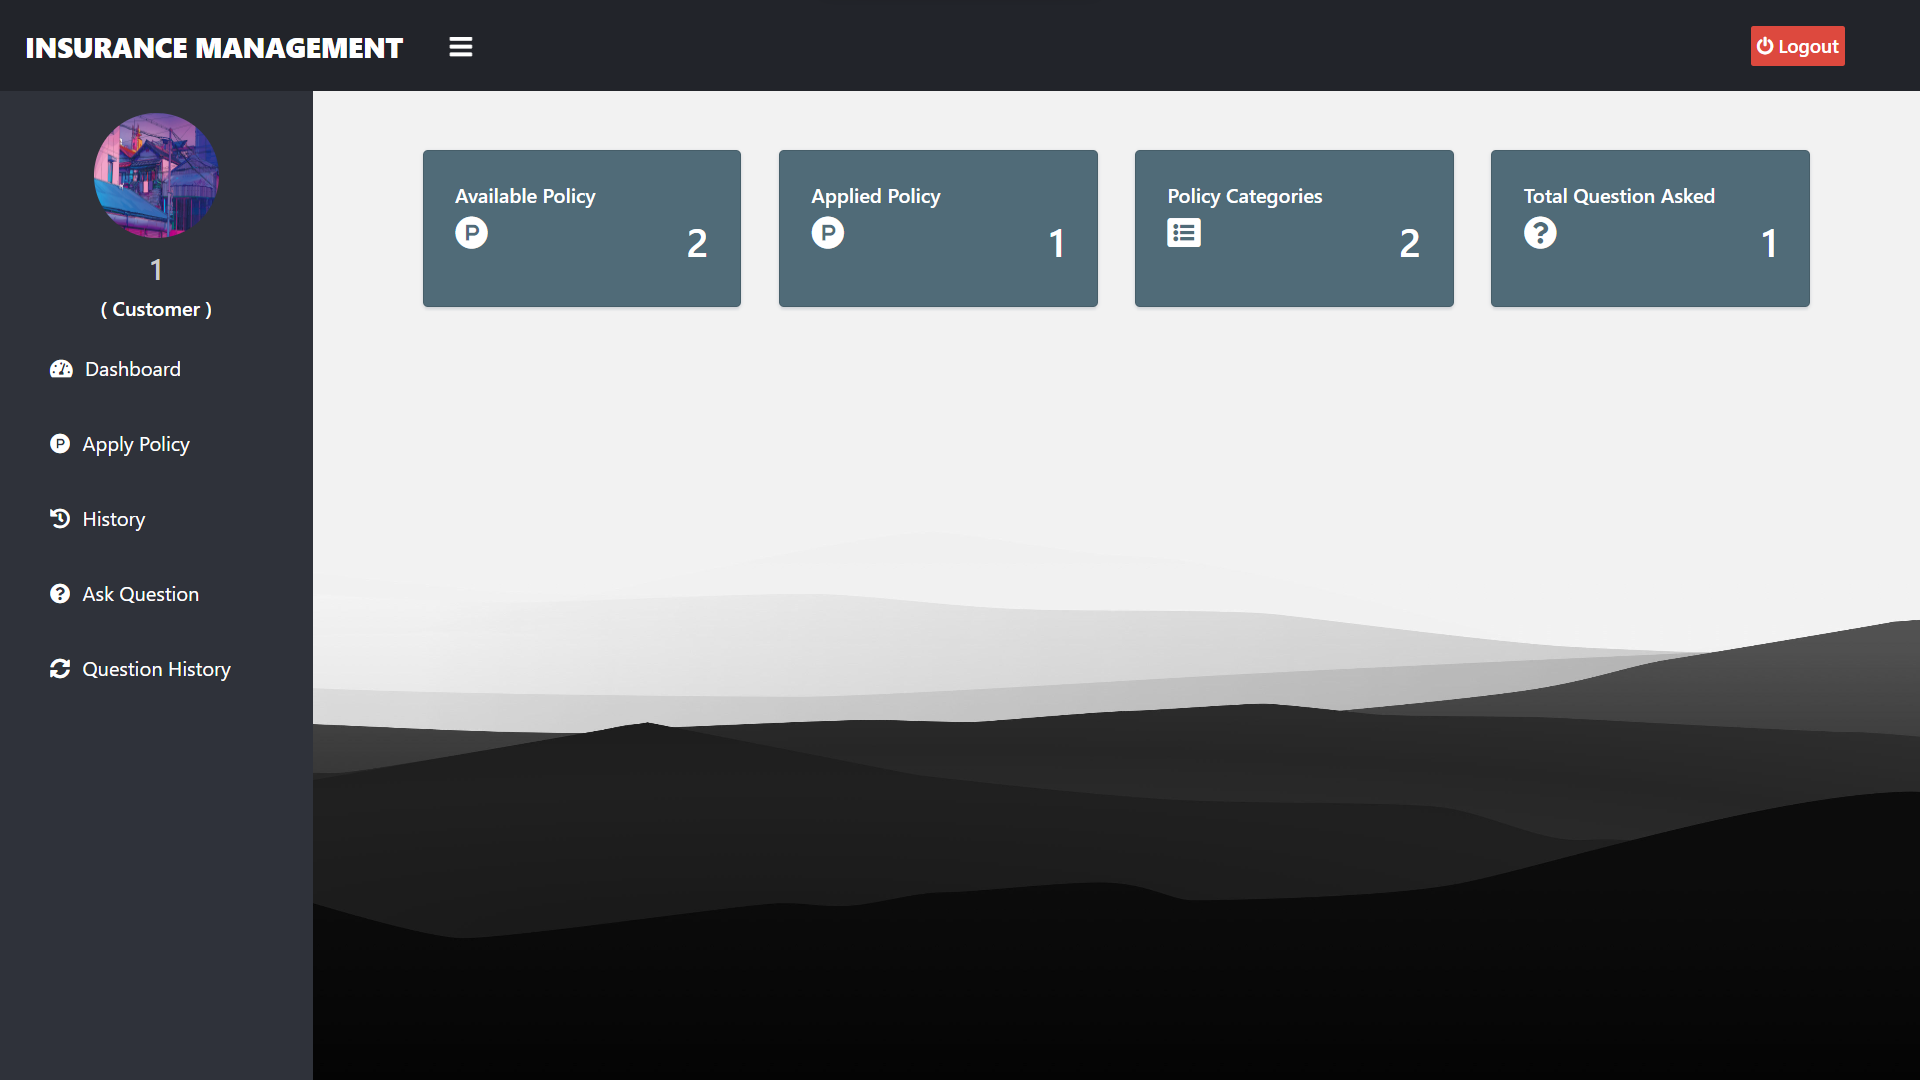 INSURANCE MANAGEMENT
Logout
1
( Customer )
Dashboard
Apply Policy
History
Ask Question
Question History
Available Policy
P
2
Applied Policy
P
1
Policy Categories
2
Total Question Asked
?
1